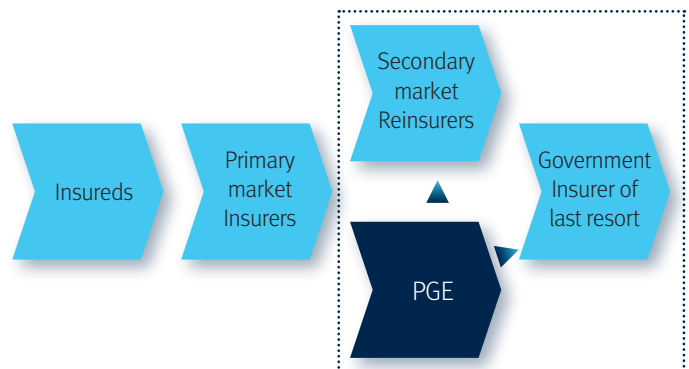 Insureds
Primary
market
Insurers
Secondary
market
Reinsurers
PGE
Government
Insurer of
last resort